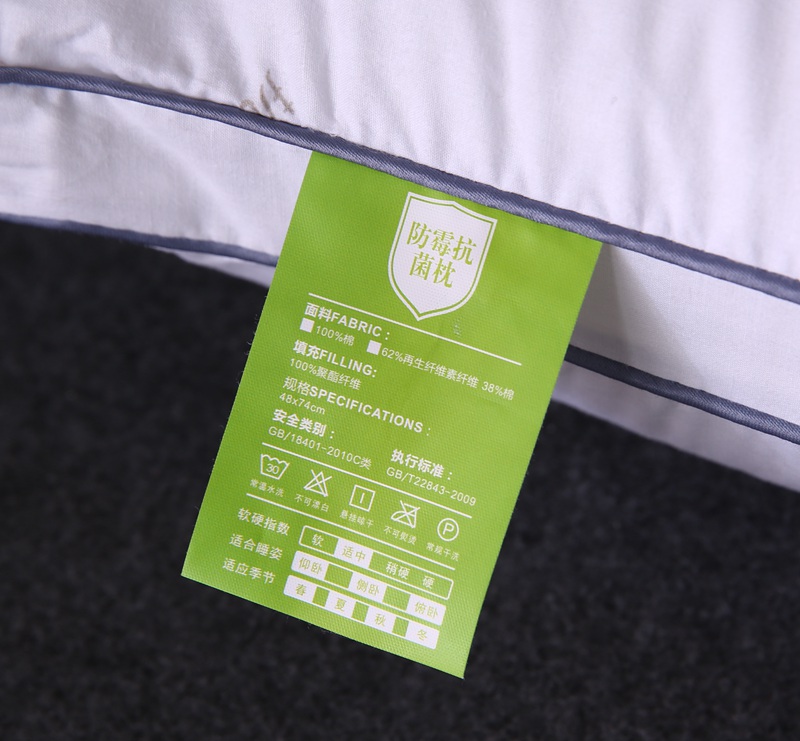 防霉抗
菌枕
面料FABRIC：
100%棉 62%再生纤维素纤维 38%棉
填充FILLING:
100%聚酯纤维
规格SPECIFICATIONS：
48x74cm
安全类别： 执行标准：
GB/18401-2010C类 GB/T22843-2009
30 P
常温水洗 不可漂白 悬挂晾干 不可熨烫 常规干洗
软硬指数 软 适中 稍硬 硬
适合睡姿 仰卧 侧卧 俯卧
适应季节 春 夏 秋 冬